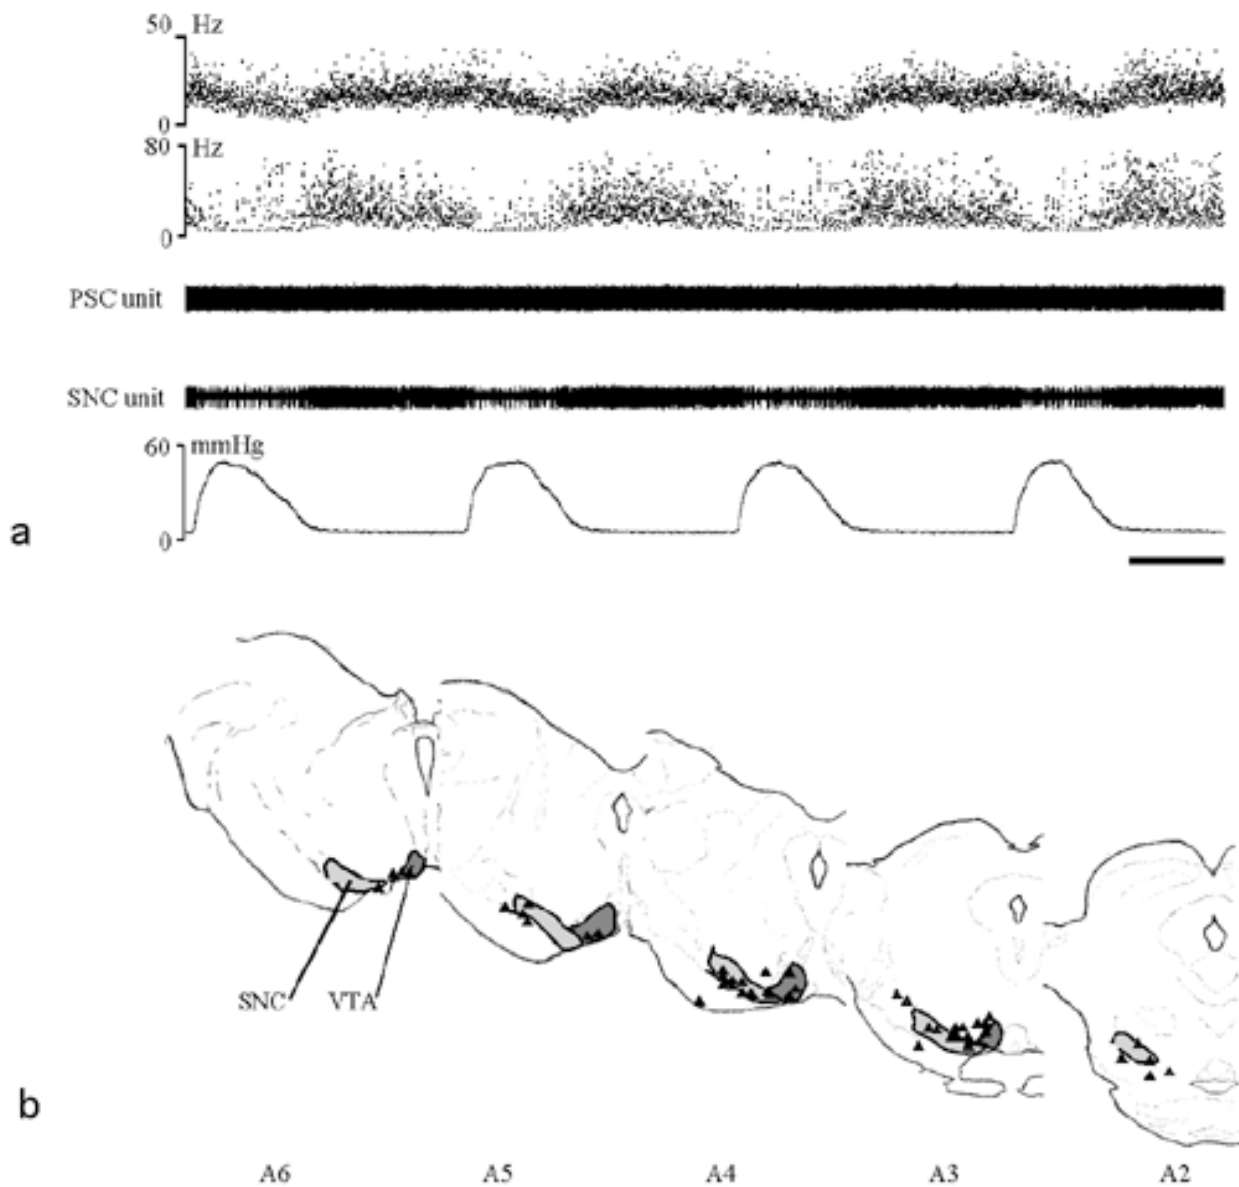 50 Hz
0
80 Hz
0
PSC unit
SNC unit
60 mmHg
0
a
SNC VTA
b
A6 A5 A4 A3 A2